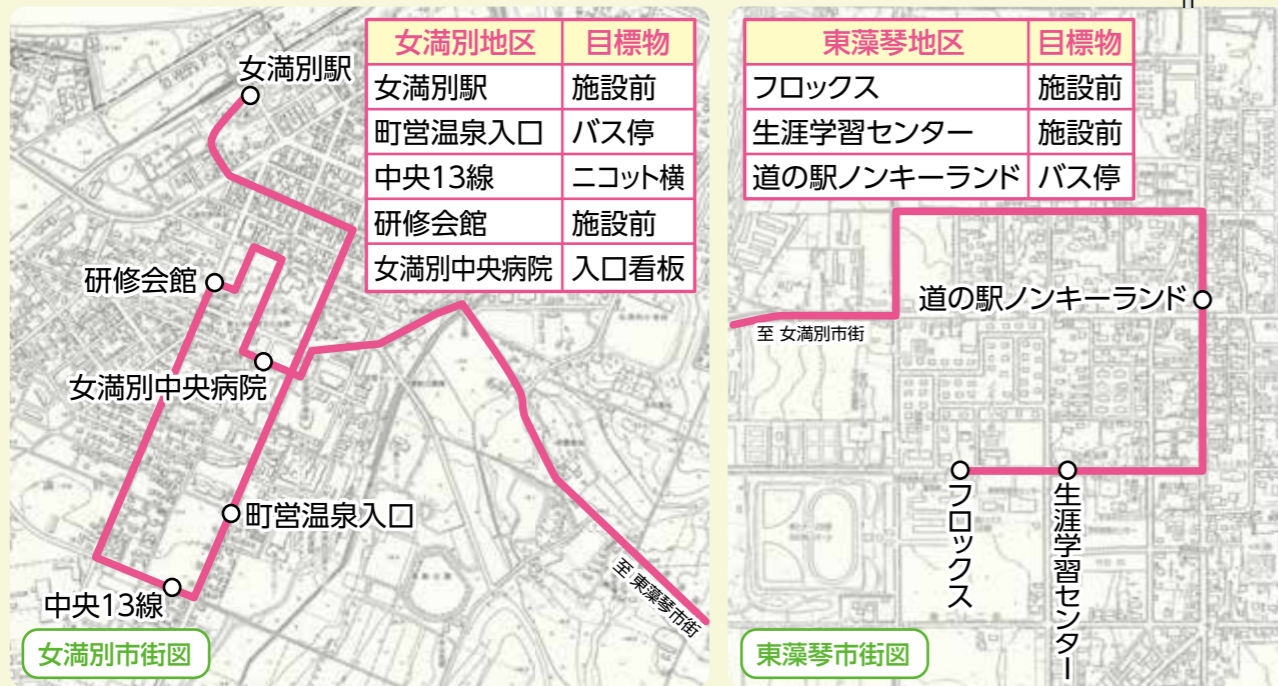 女満別地区 目標物
女満別駅 施設前
町営温泉入口 バス停
中央13線 ニコット横
研修会館 施設前
女満別中央病院 入口看板
女満別駅
研修会館
女満別中央病院
町営温泉入口
中央13線
至 東藻琴市街
女満別市街図
東藻琴地区 目標物
フロックス 施設前
生涯学習センター 施設前
道の駅ノンキーランド バス停
道の駅ノンキーランド
至 女満別市街
フロックス
生涯学習センター
東藻琴市街図